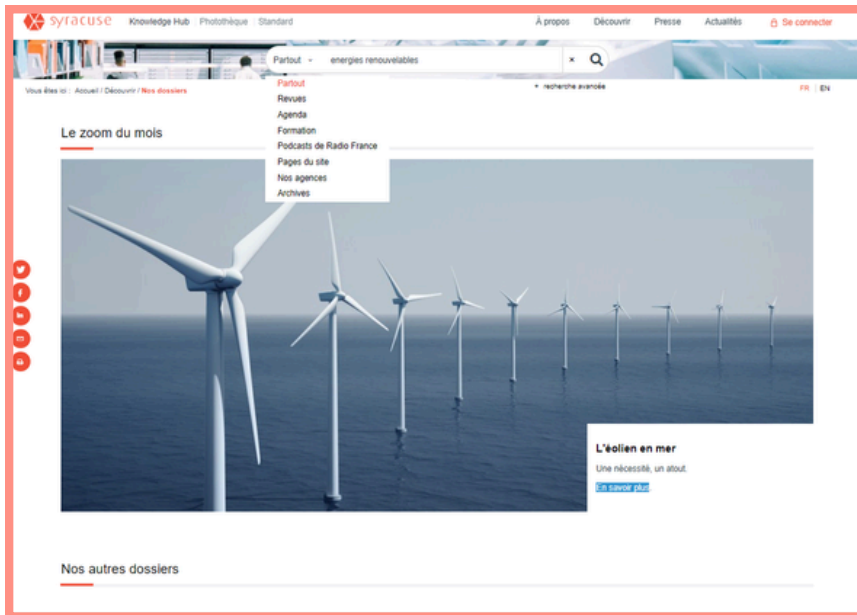 syracuse Knowledge Hub | Photothèque | Standard À propos Découvrir Presse Actualités Se connecter
Partout energies renouvelables ×
Vous êtes ici : Accueil / Découvrir / Nos dossiers
+ recherche avancée
FR | EN
Partout
Revues
Agenda
Formation
Podcasts de Radio France
Pages du site
Nos agences
Archives
Le zoom du mois
L'éolien en mer
Une nécessité, un atout.
En savoir plus
Nos autres dossiers